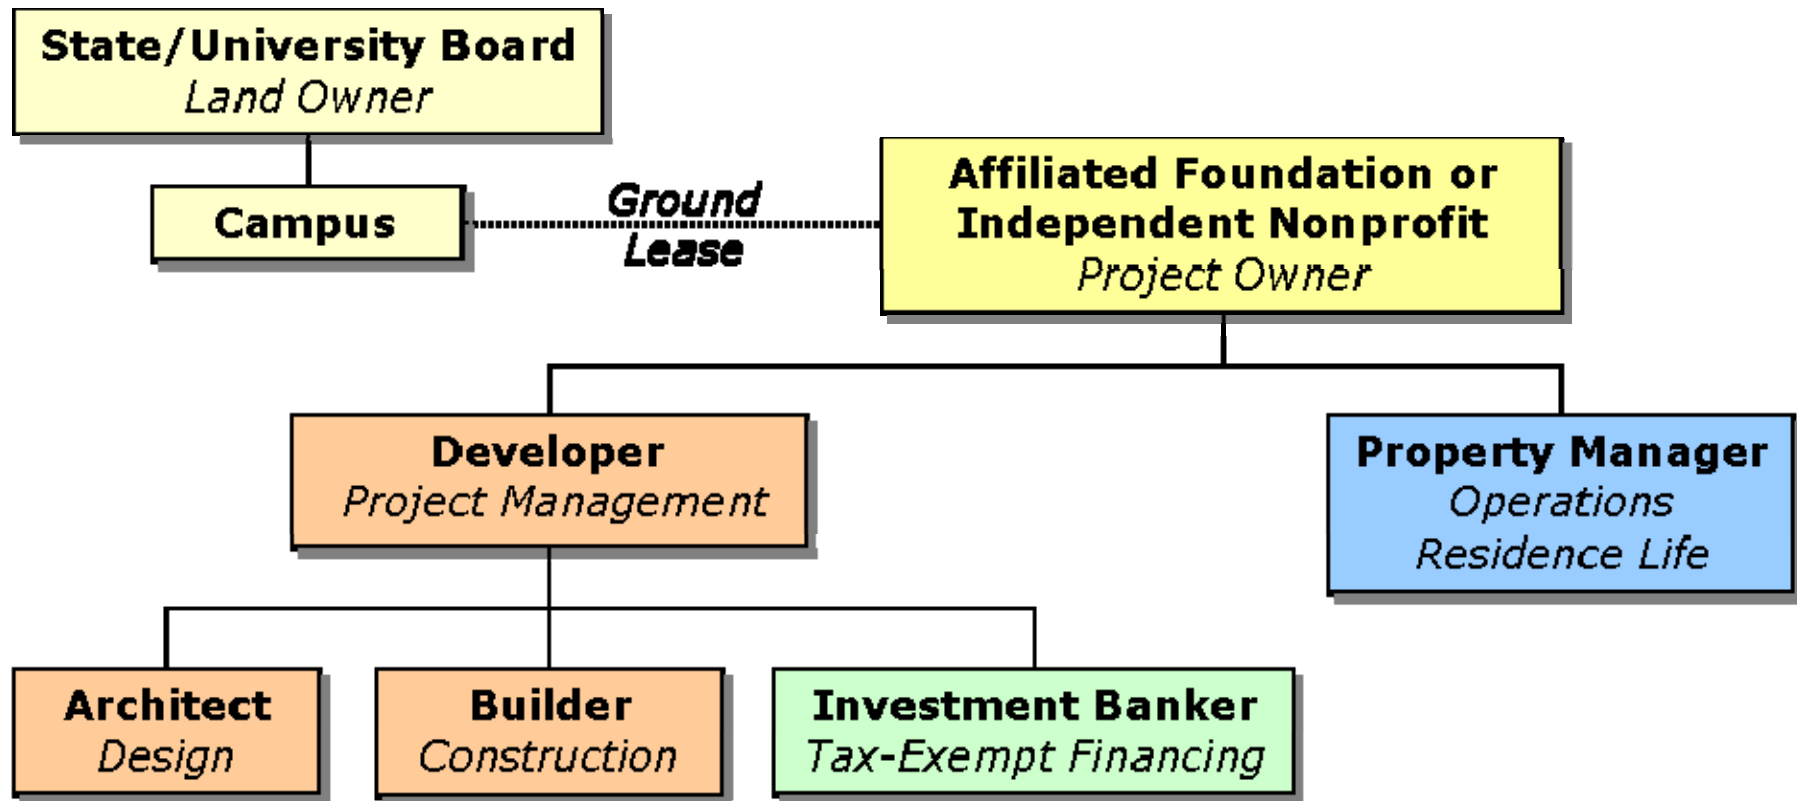 State/University Board
Land Owner
Campus
Ground
Lease
Affiliated Foundation or
Independent Nonprofit
Project Owner
Developer
Project Management
Property Manager
Operations
Residence Life
Architect
Design
Builder
Construction
Investment Banker
Tax-Exempt Financing